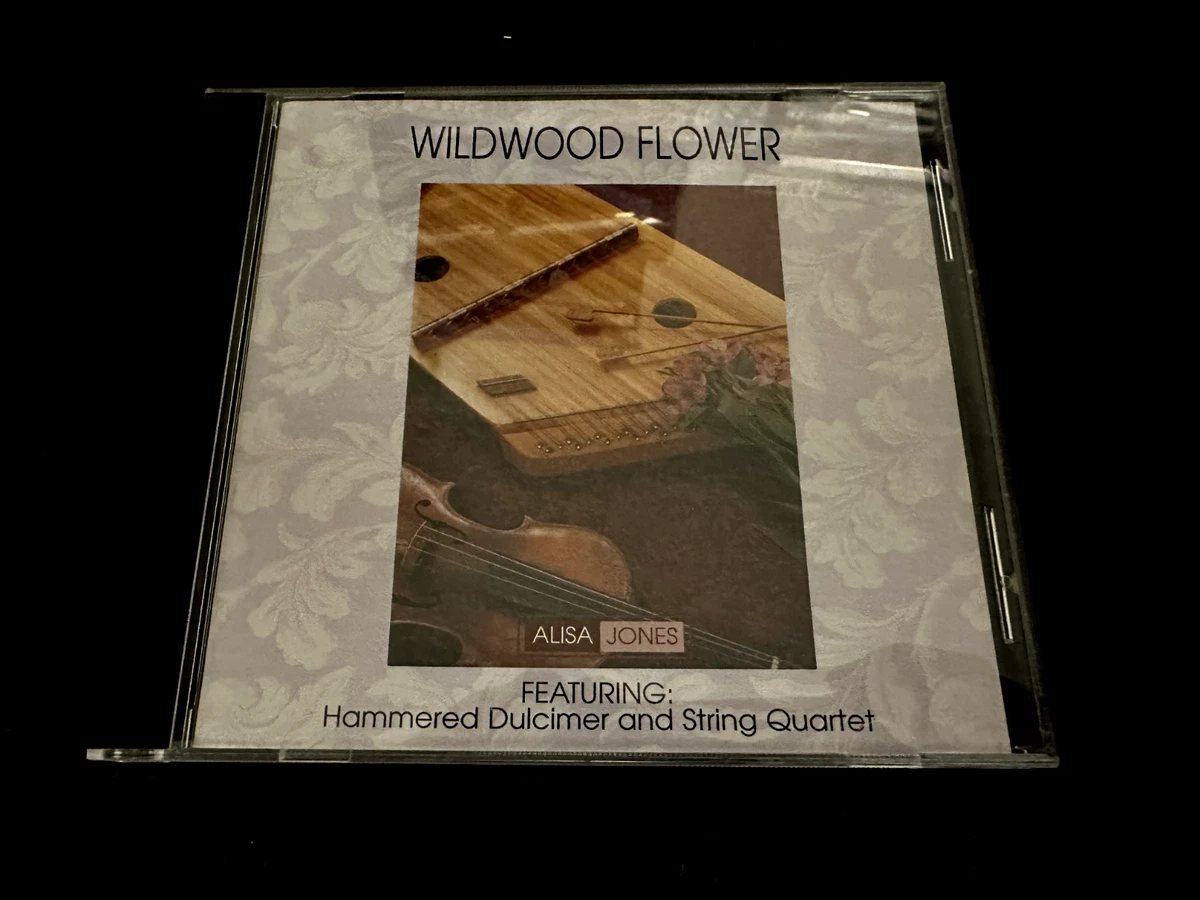 WILDWOOD FLOWER
ALISA JONES
FEATURING:
Hammered Dulcimer and String Quartet